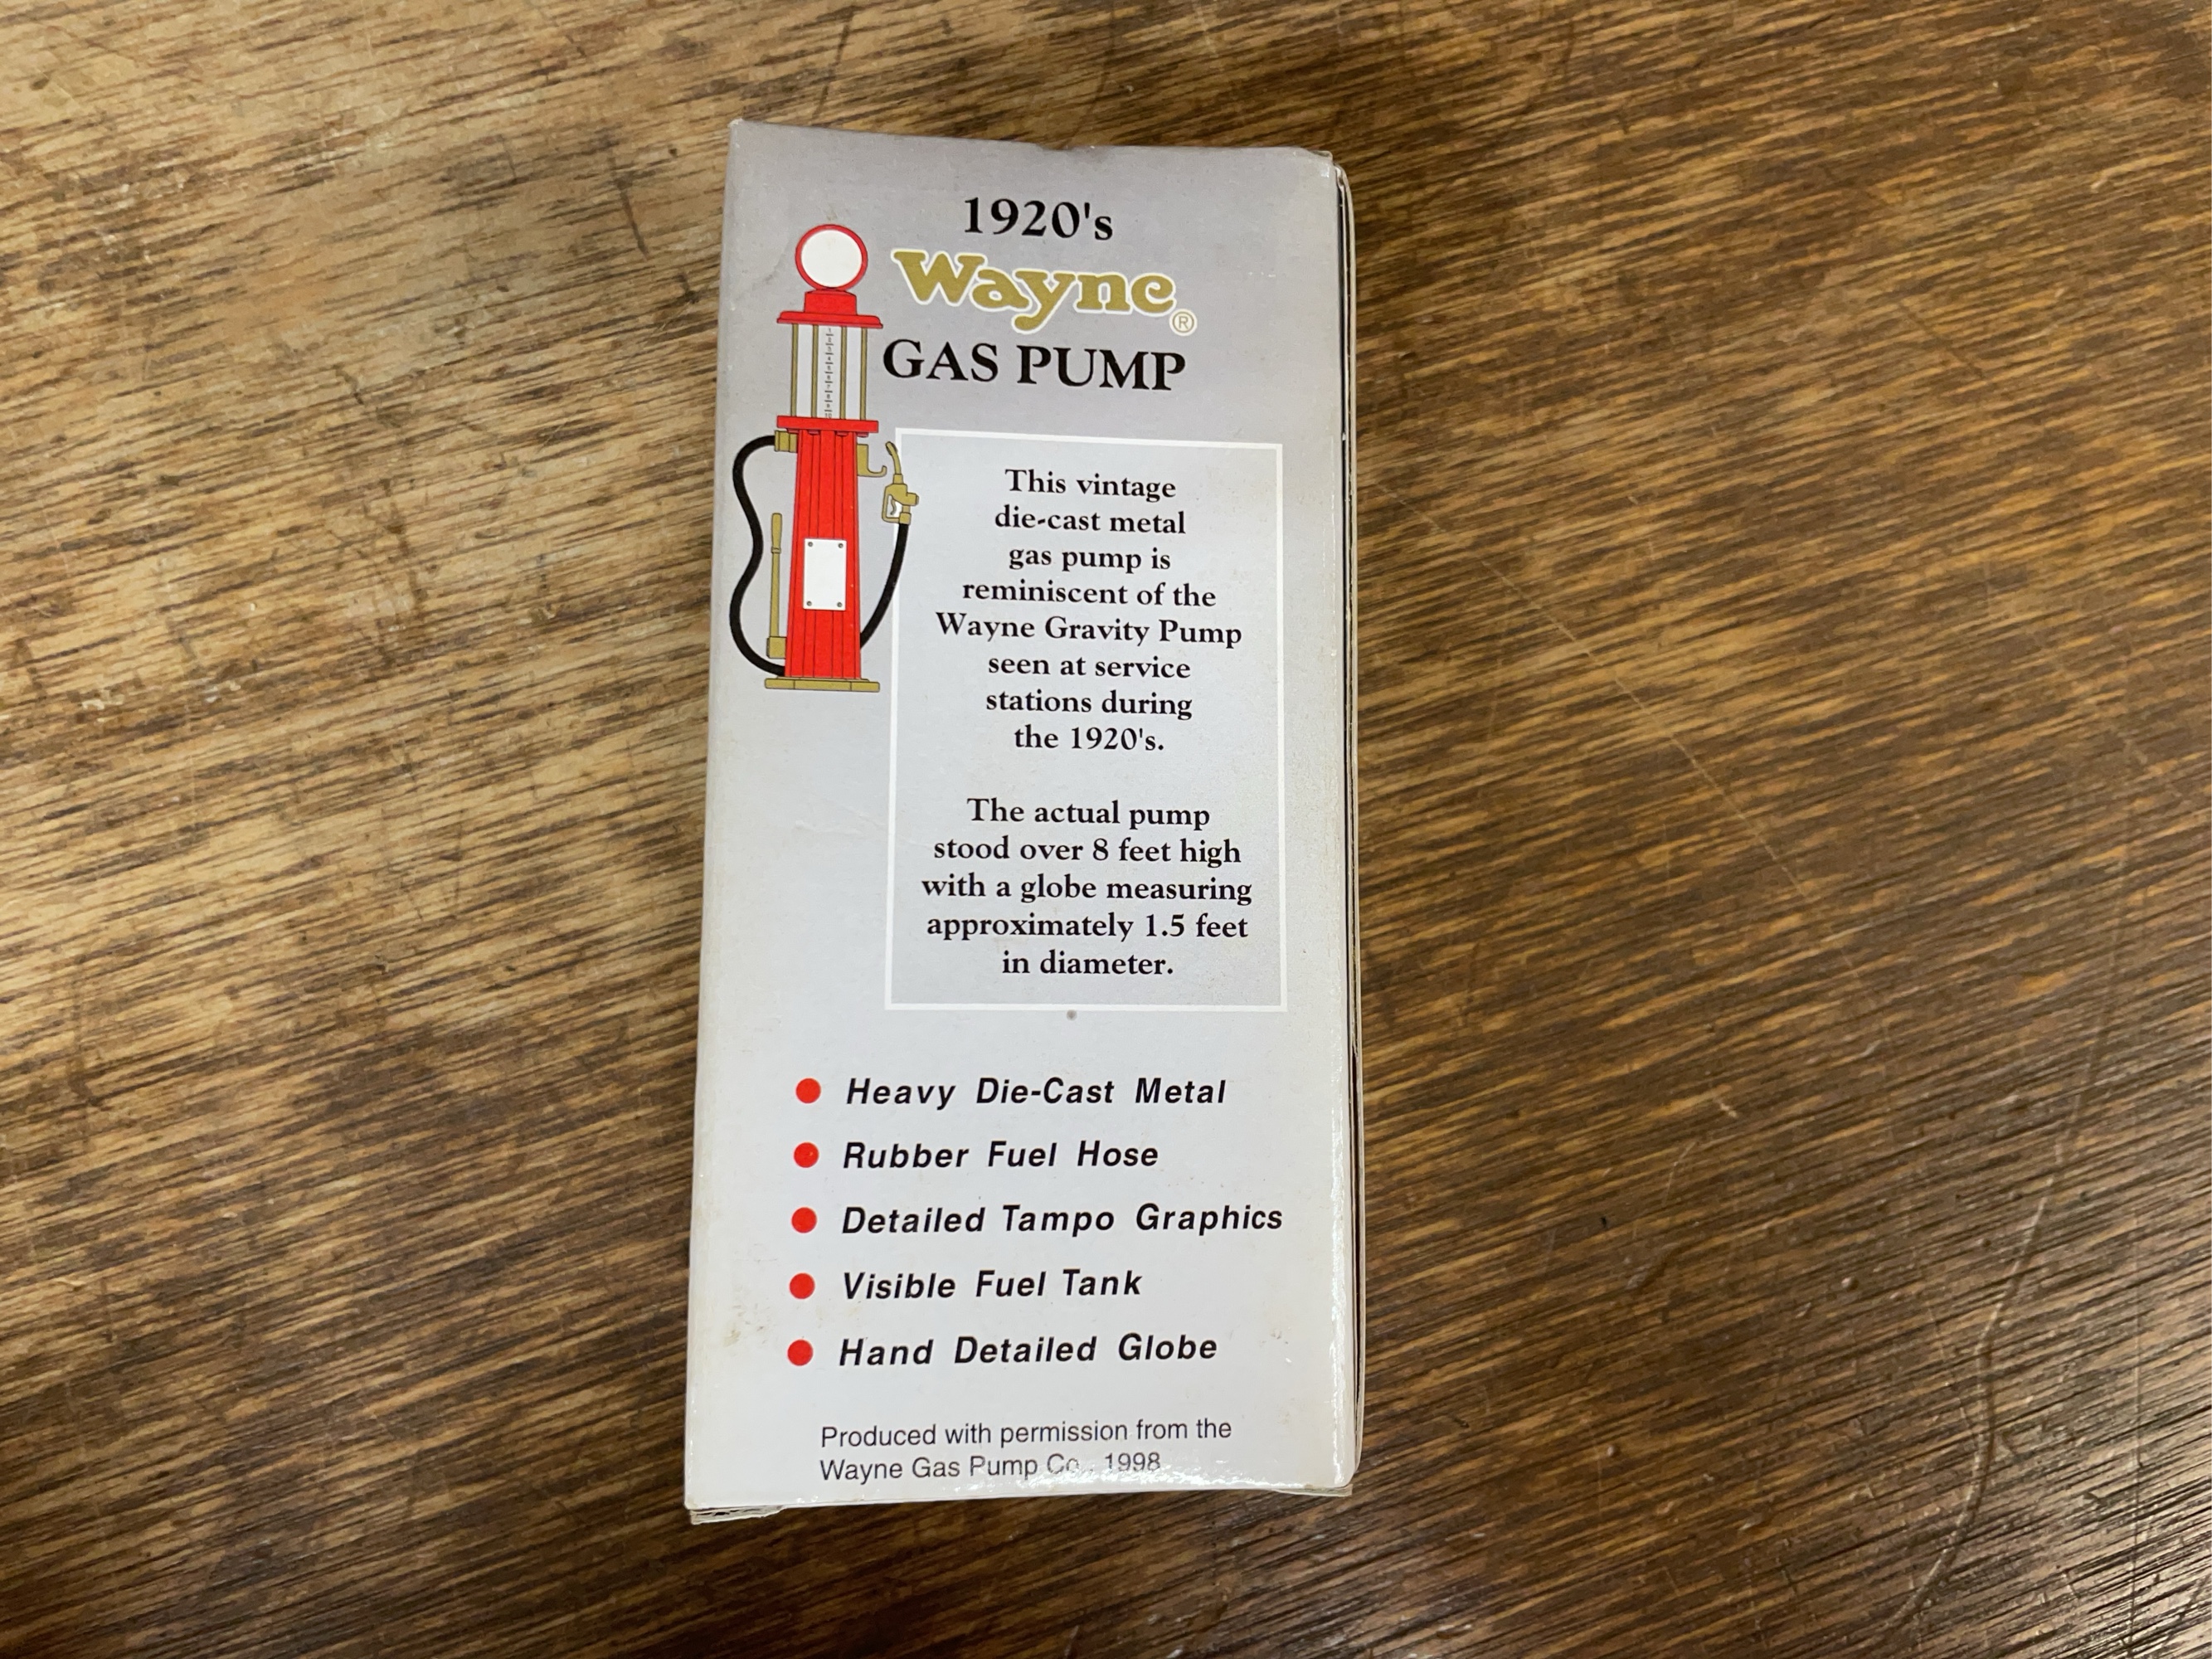 1920's
Wayne®
GAS PUMP
This vintage
die-cast metal
gas pump is
reminiscent of the
Wayne Gravity Pump
seen at service
stations during
the 1920's.
The actual pump
stood over 8 feet high
with a globe measuring
approximately 1.5 feet
in diameter.
Heavy Die-Cast Metal
Rubber Fuel Hose
Detailed Tampo Graphics
Visible Fuel Tank
Hand Detailed Globe
Produced with permission from the
Wayne Gas Pump Co., 1998